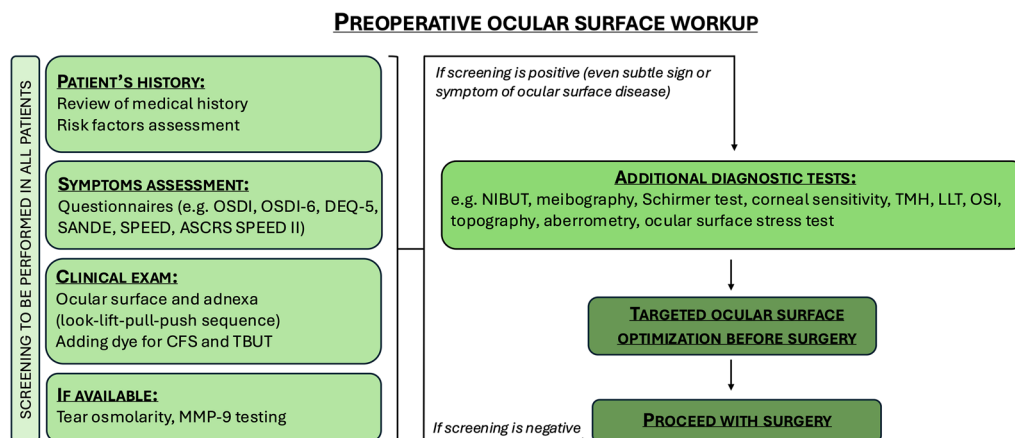 PREOPERATIVE OCULAR SURFACE WORKUP
SCREENING TO BE PERFORMED IN ALL PATIENTS
PATIENT'S HISTORY:
Review of medical history
Risk factors assessment
SYMPTOMS ASSESSMENT:
Questionnaires (e.g. OSDI, OSDI-6, DEQ-5,
SANDE, SPEED, ASCRS SPEED II)
CLINICAL EXAM:
Ocular surface and adnexa
(look-lift-pull-push sequence)
Adding dye for CFS and TBUT
IF AVAILABLE:
Tear osmolarity, MMP-9 testing
If screening is positive (even subtle sign or
symptom of ocular surface disease)
ADDITIONAL DIAGNOSTIC TESTS:
e.g. NIBUT, meibography, Schirmer test, corneal sensitivity, TMH, LLT, OSI,
topography, aberrometry, ocular surface stress test
TARGETED OCULAR SURFACE
OPTIMIZATION BEFORE SURGERY
If screening is negative
PROCEED WITH SURGERY